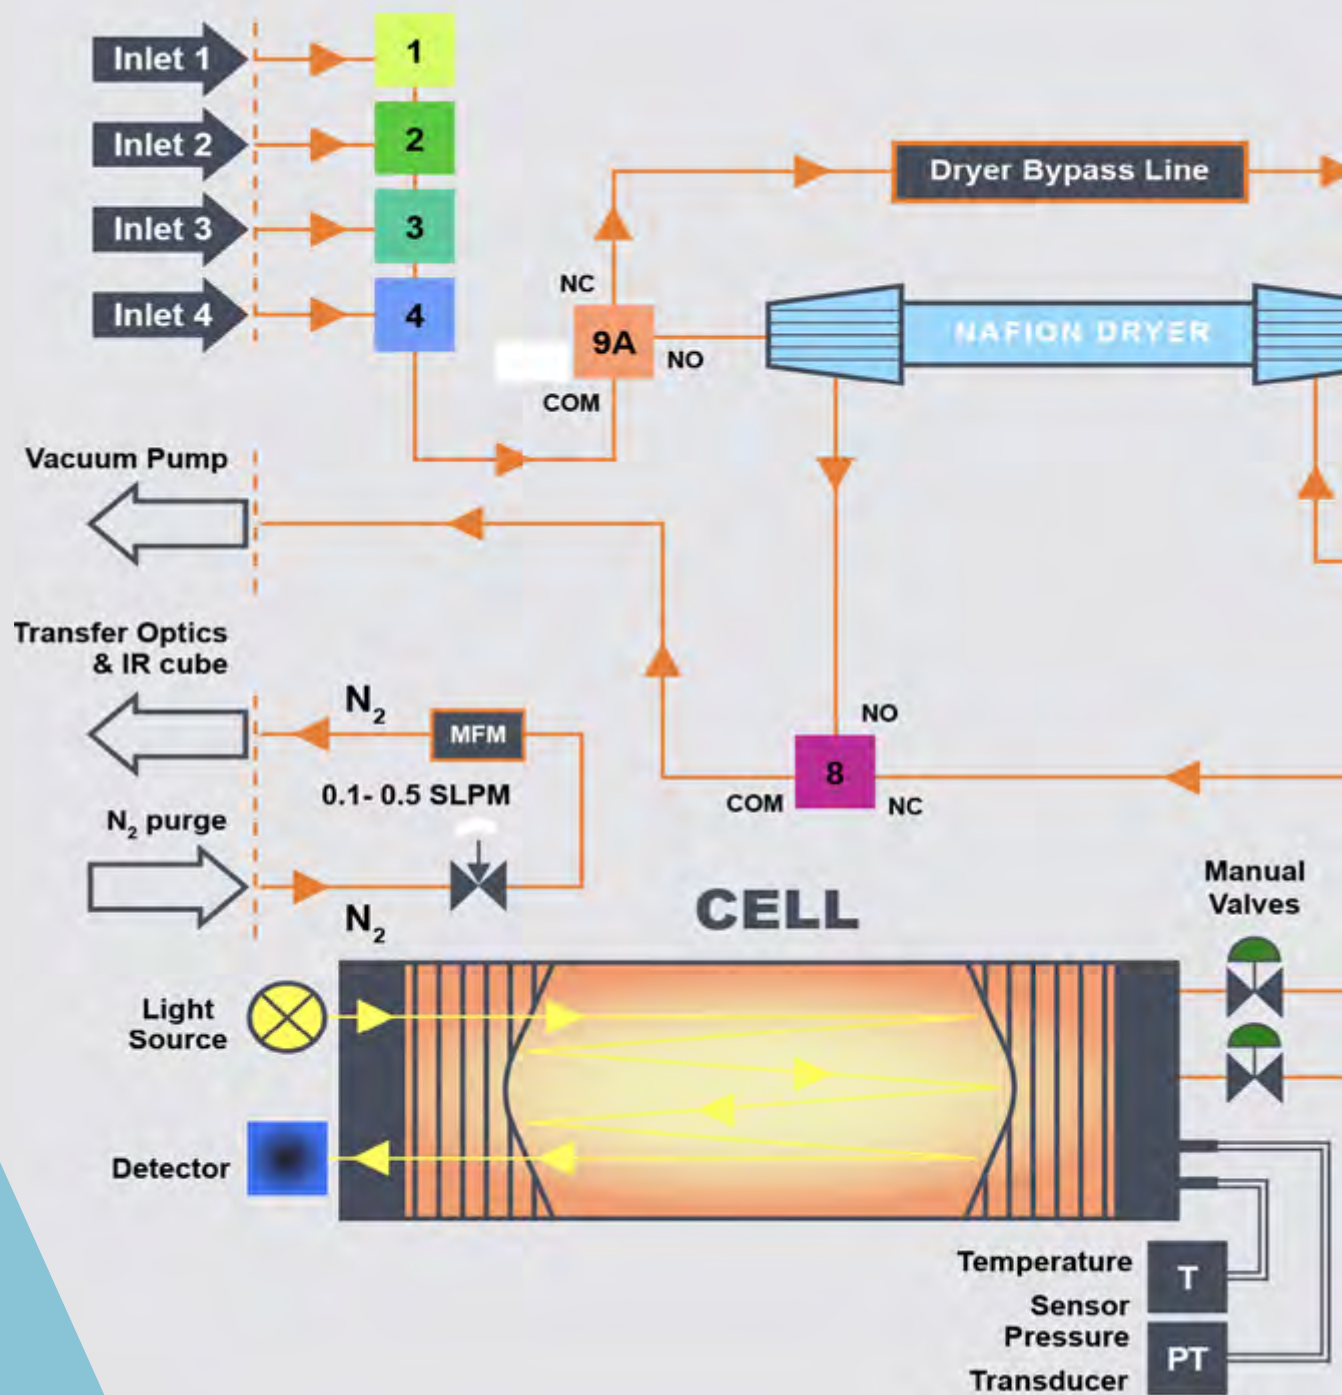 Inlet 1
1
Inlet 2
2
Inlet 3
3
Inlet 4
4
Dryer Bypass Line
NC
9A
NO
COM
NAFION DRYER
Vacuum Pump
Transfer Optics
& IR cube
N₂
MFM
0.1- 0.5 SLPM
N₂ purge
N₂
NO
8
COM
NC
CELL
Manual
Valves
Light
Source
Detector
Temperature
Sensor
T
Pressure
Transducer
PT